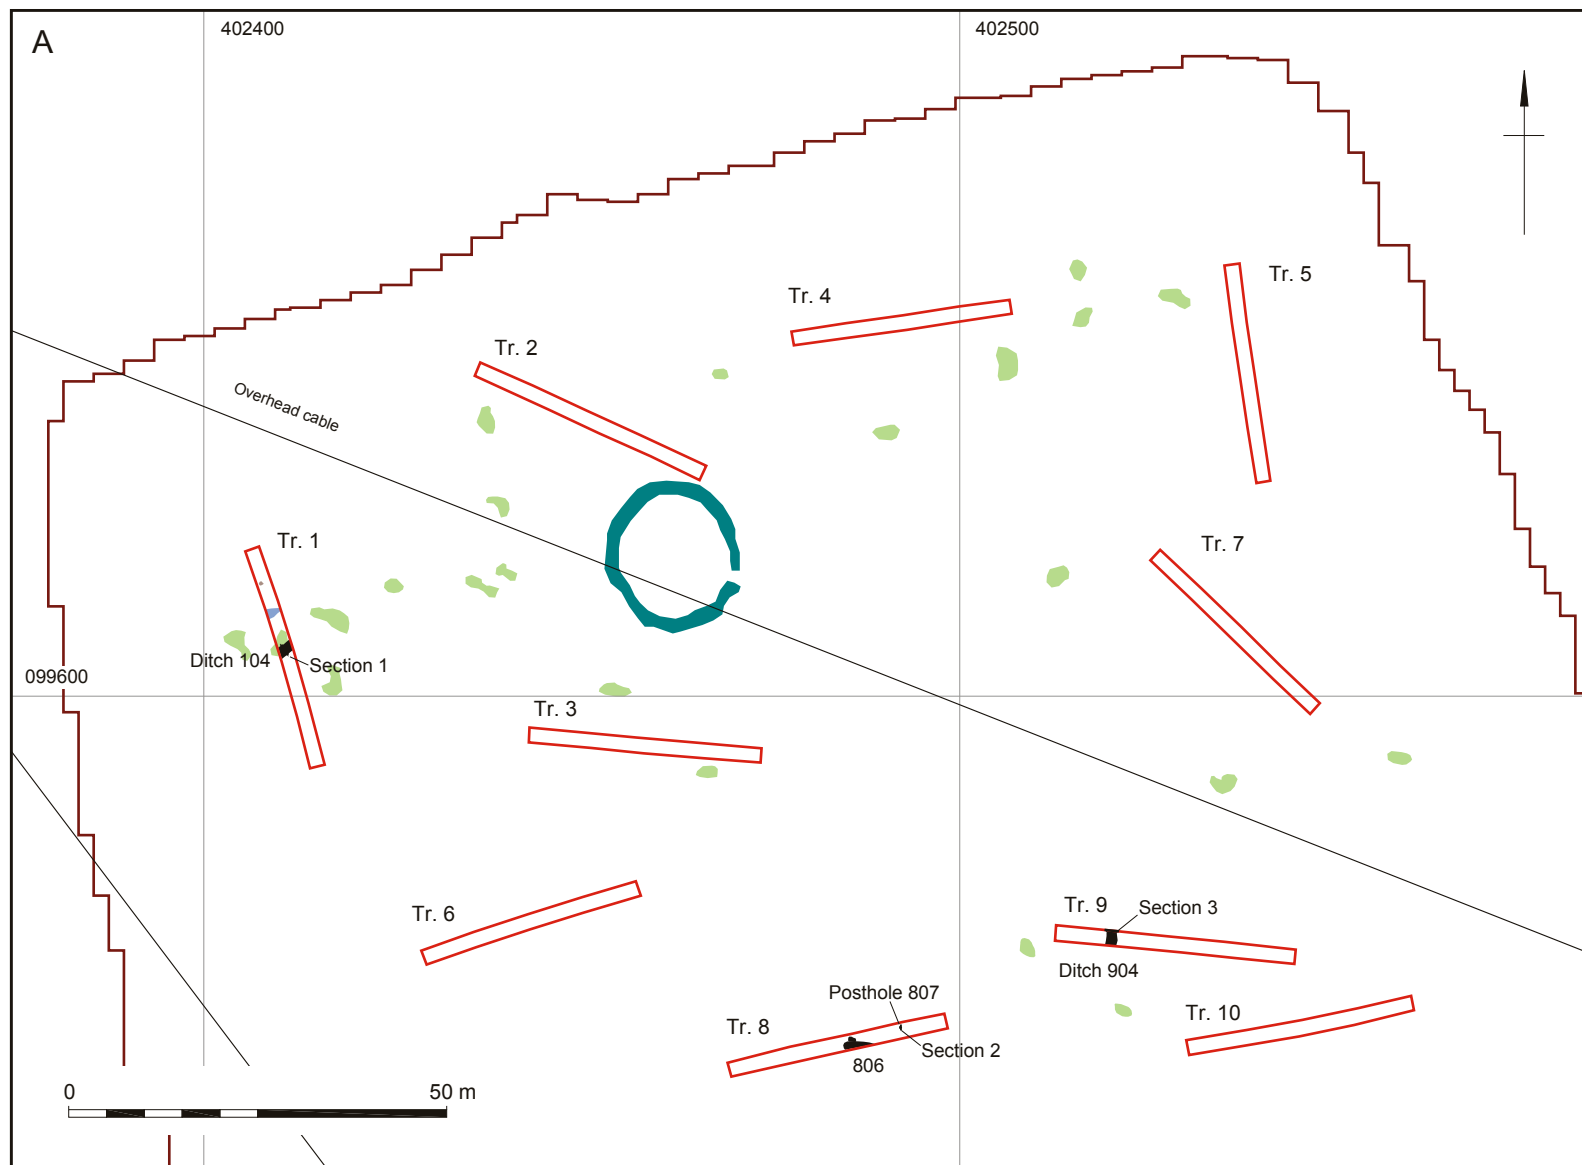 A
402400
402500
Tr. 5
Tr. 4
Tr. 2
Overhead cable
Tr. 1
Tr. 7
Ditch 104
Section 1
099600
Tr. 3
Tr. 6
Tr. 9
Section 3
Ditch 904
Posthole 807
Tr. 10
Tr. 8
Section 2
806
0
50 m